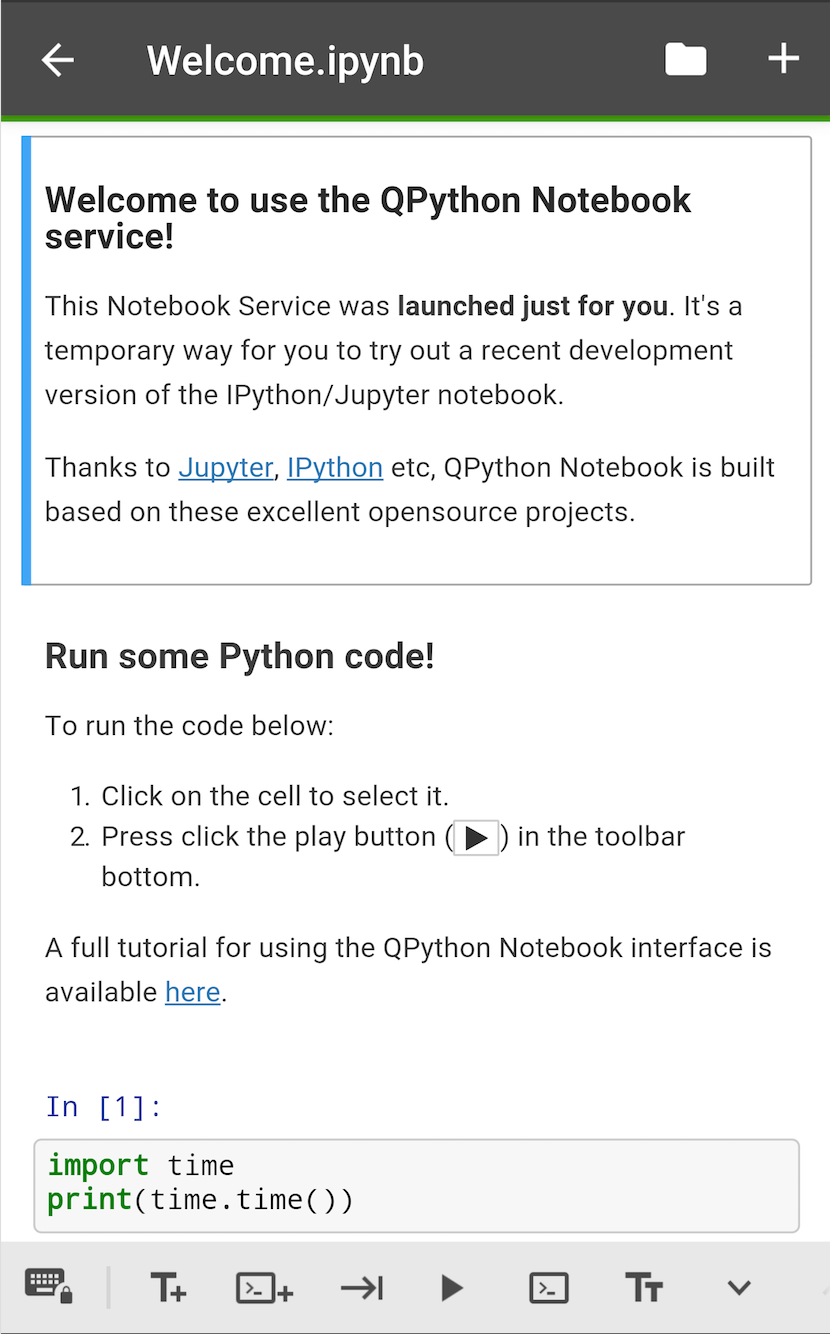 Welcome.ipynb
Welcome to use the QPython Notebook
service!
This Notebook Service was launched just for you. It's a
temporary way for you to try out a recent development
version of the IPython/Jupyter notebook.
Thanks to Jupyter, IPython etc, QPython Notebook is built
based on these excellent opensource projects.
Run some Python code!
To run the code below:
1. Click on the cell to select it.
2. Press click the play button (▶) in the toolbar
bottom.
A full tutorial for using the QPython Notebook interface is
available here.
In [1]:
import time
print(time.time())